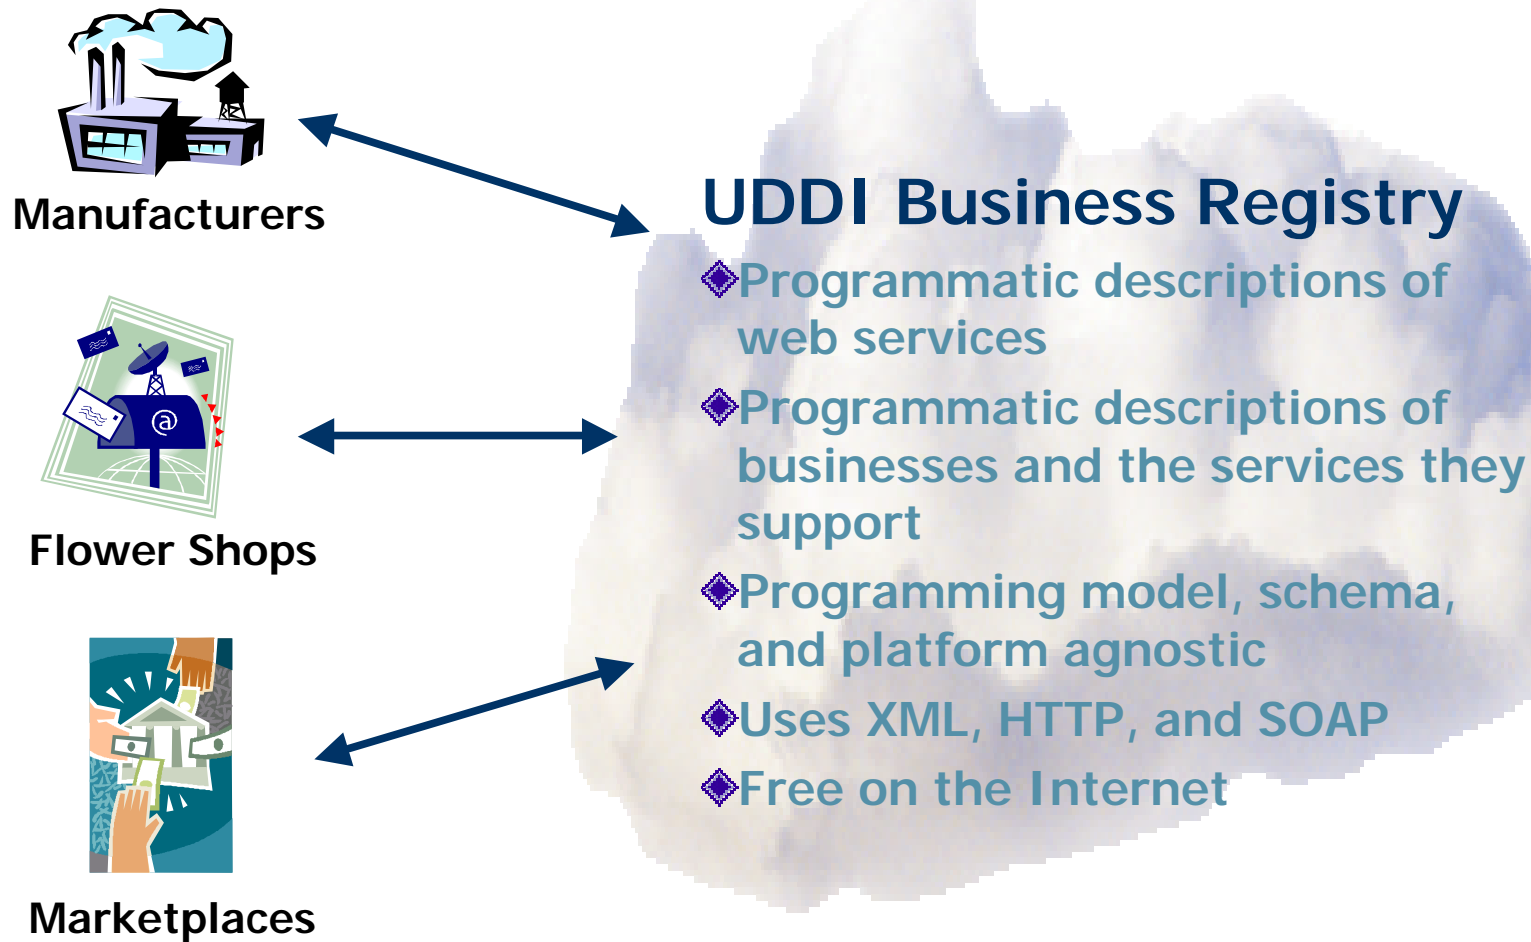 Manufacturers
@
Flower Shops
Marketplaces
UDDI Business Registry
Programmatic descriptions of
web services
Programmatic descriptions of
businesses and the services they
support
Programming model, schema,
and platform agnostic
Uses XML, HTTP, and SOAP
Free on the Internet